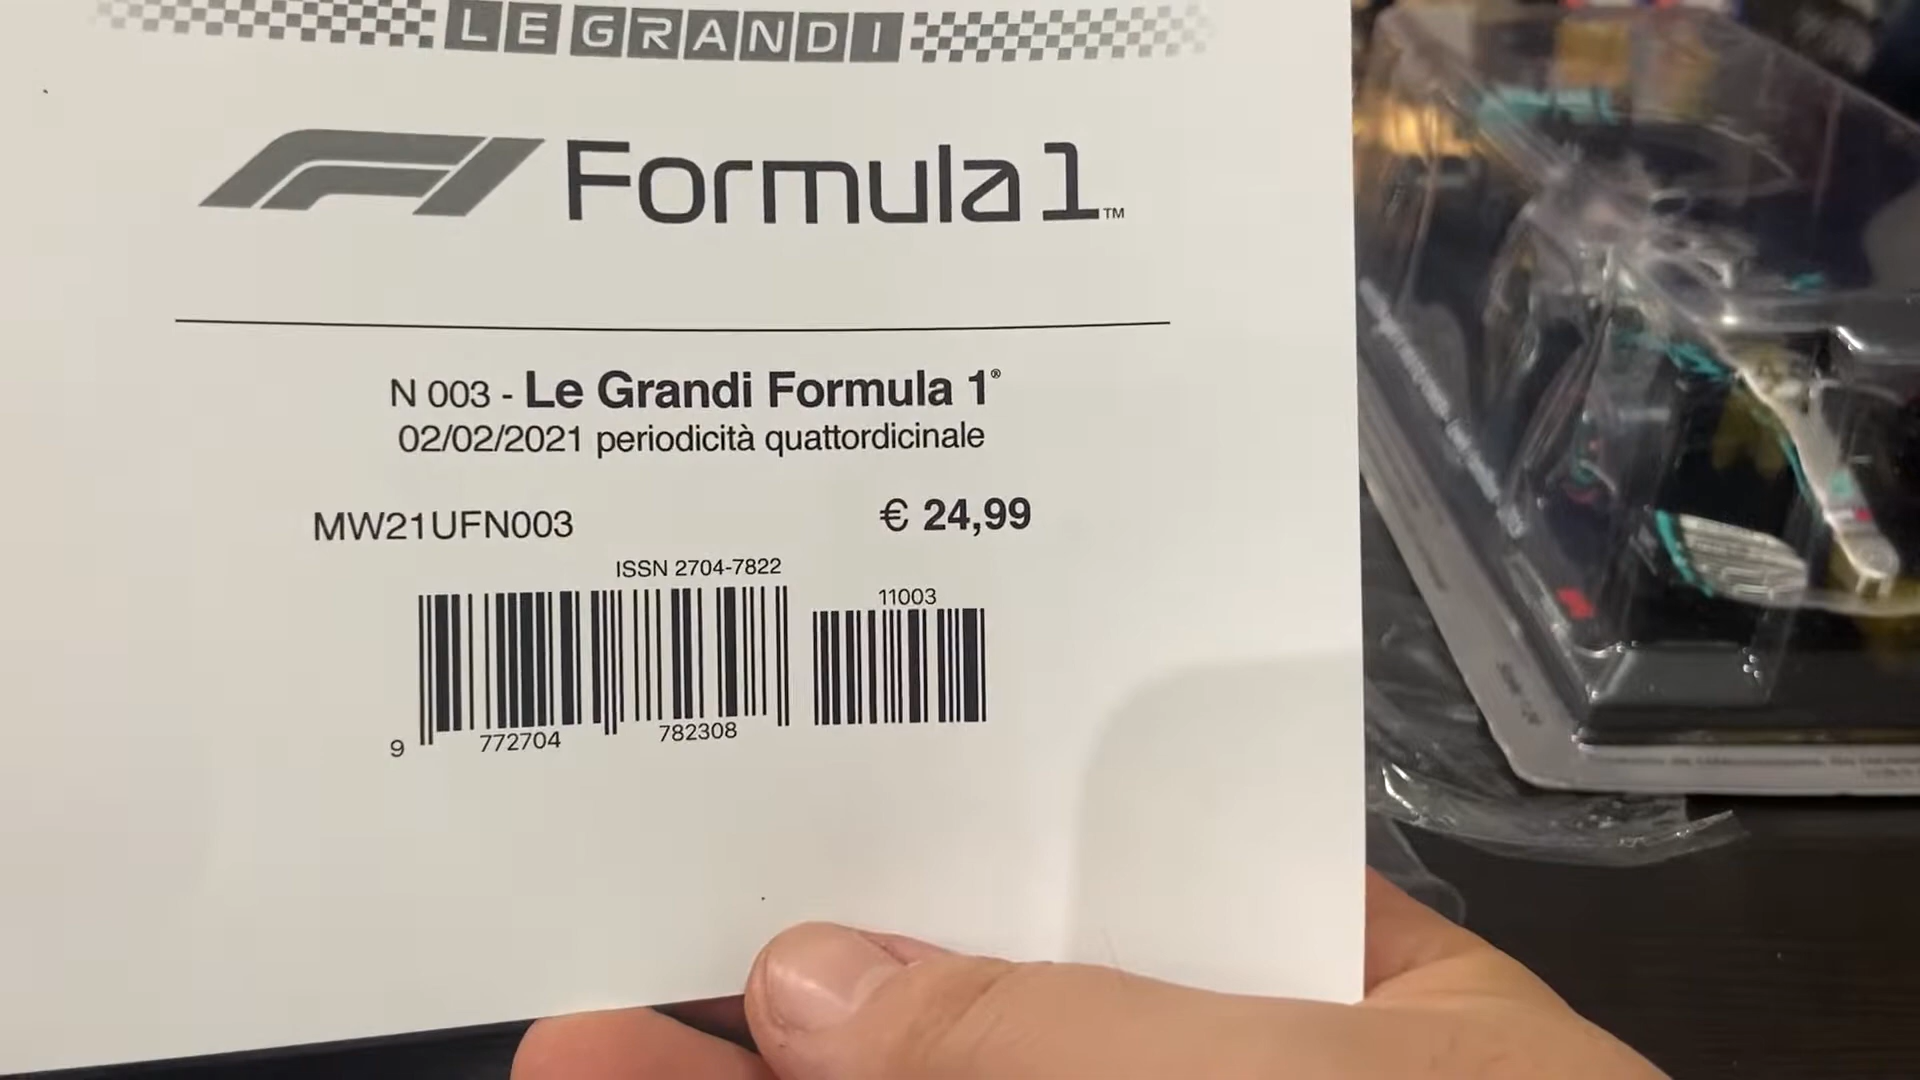 LE GRANDI
Formula 1™
N 003 - Le Grandi Formula 1®
02/02/2021 periodicità quattordicinale
MW21UFN003
€ 24,99
ISSN 2704-7822
11003
9 772704 782308